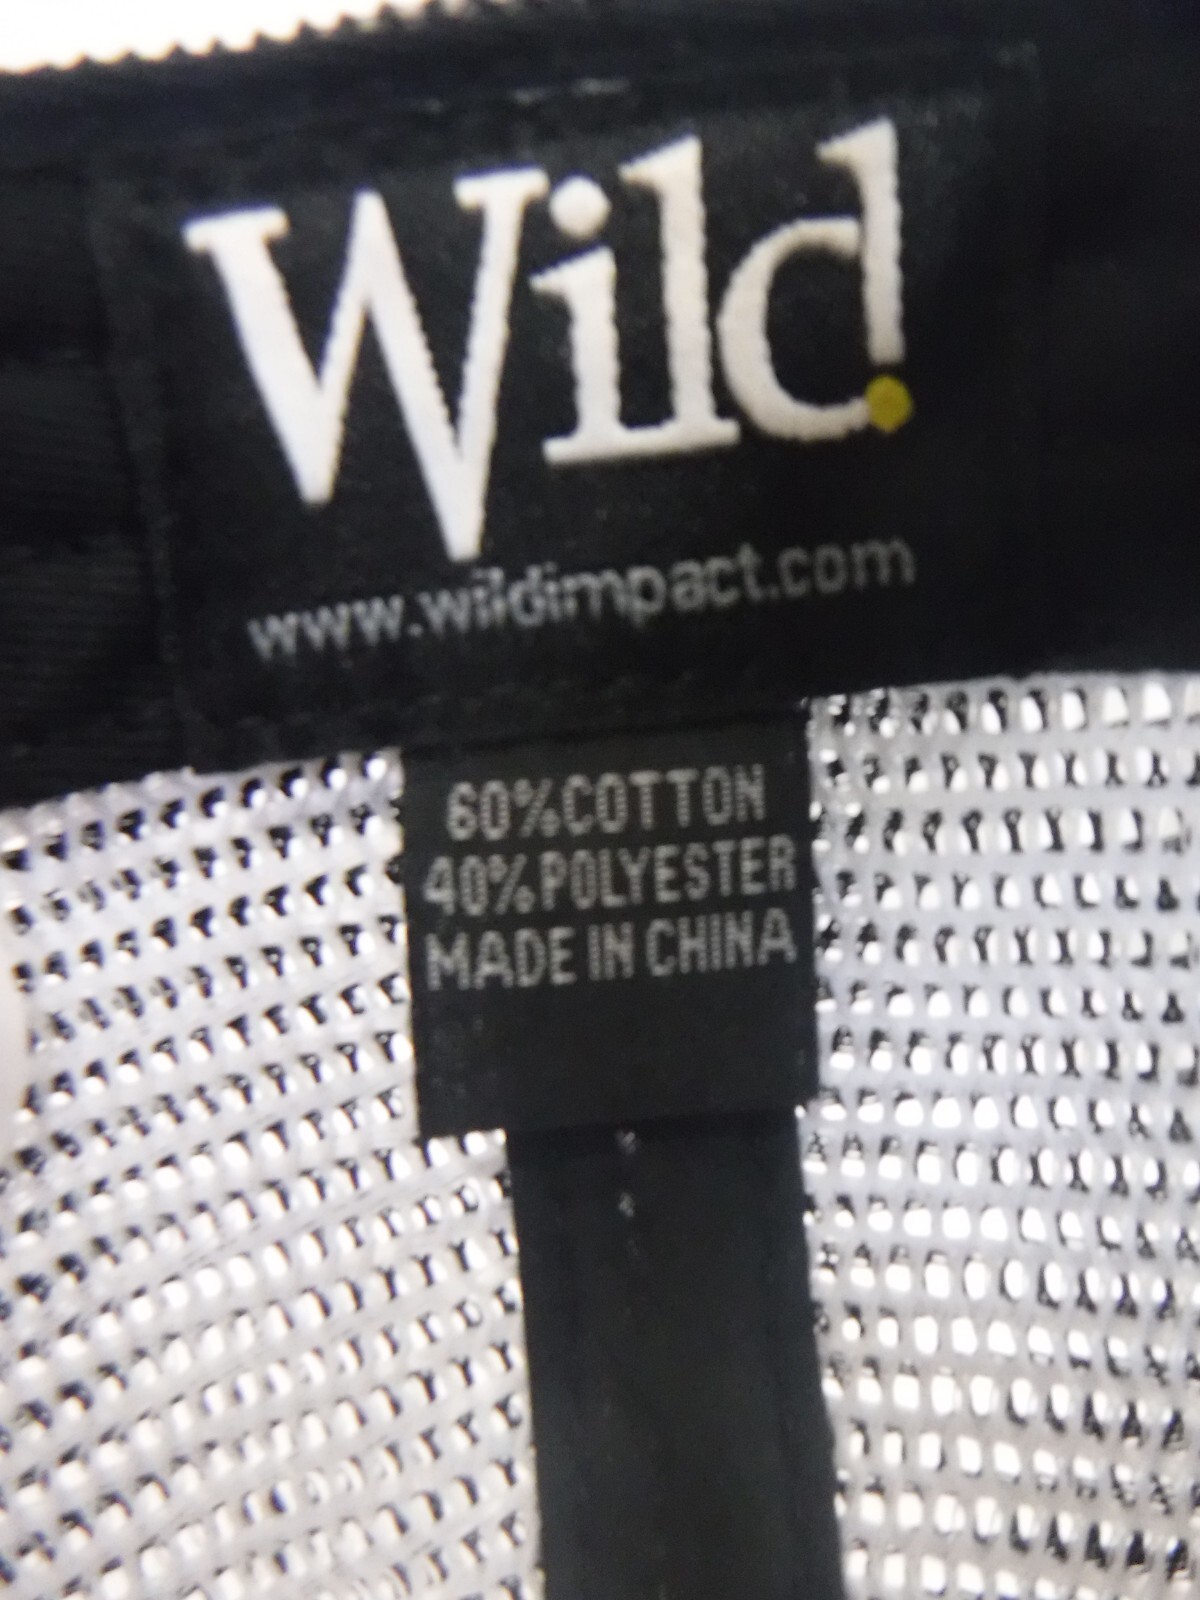 Wild.
www.wildimpact.com
60%COTTON
40%POLYESTER
MADE IN CHINA